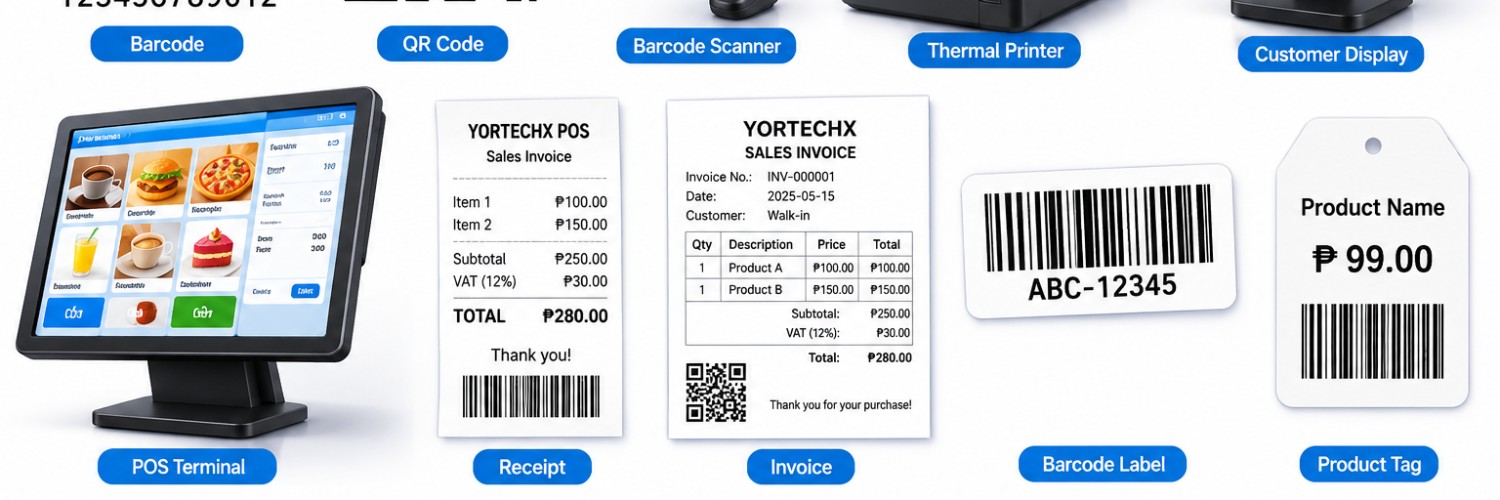 Barcode
QR Code
Barcode Scanner
Thermal Printer
Customer Display
YORTECHX POS
Sales Invoice
Item 1 ₱100.00
Item 2 ₱150.00
Subtotal ₱250.00
VAT (12%) ₱30.00
TOTAL ₱280.00
Thank you!
YORTECHX
SALES INVOICE
Invoice No.: INV-000001
Date: 2025-05-15
Customer: Walk-in
Qty Description Price Total
1 Product A ₱100.00 ₱100.00
1 Product B ₱150.00 ₱150.00
Subtotal: ₱250.00
VAT (12%): ₱30.00
Total: ₱280.00
Thank you for your purchase!
ABC-12345
Product Name
₱ 99.00
POS Terminal
Receipt
Invoice
Barcode Label
Product Tag